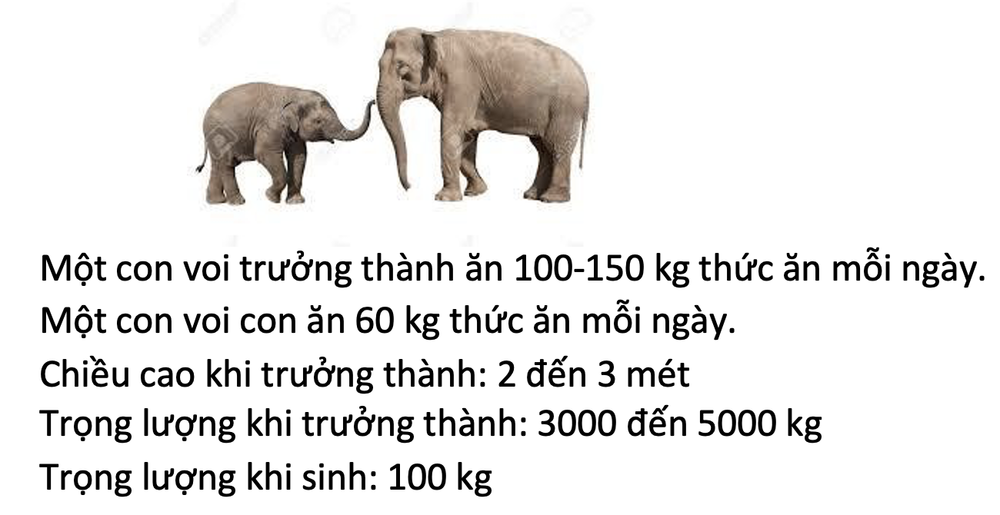 Một con voi trưởng thành ăn 100-150 kg thức ăn mỗi ngày.
Một con voi con ăn 60 kg thức ăn mỗi ngày.
Chiều cao khi trưởng thành: 2 đến 3 mét
Trọng lượng khi trưởng thành: 3000 đến 5000 kg
Trọng lượng khi sinh: 100 kg